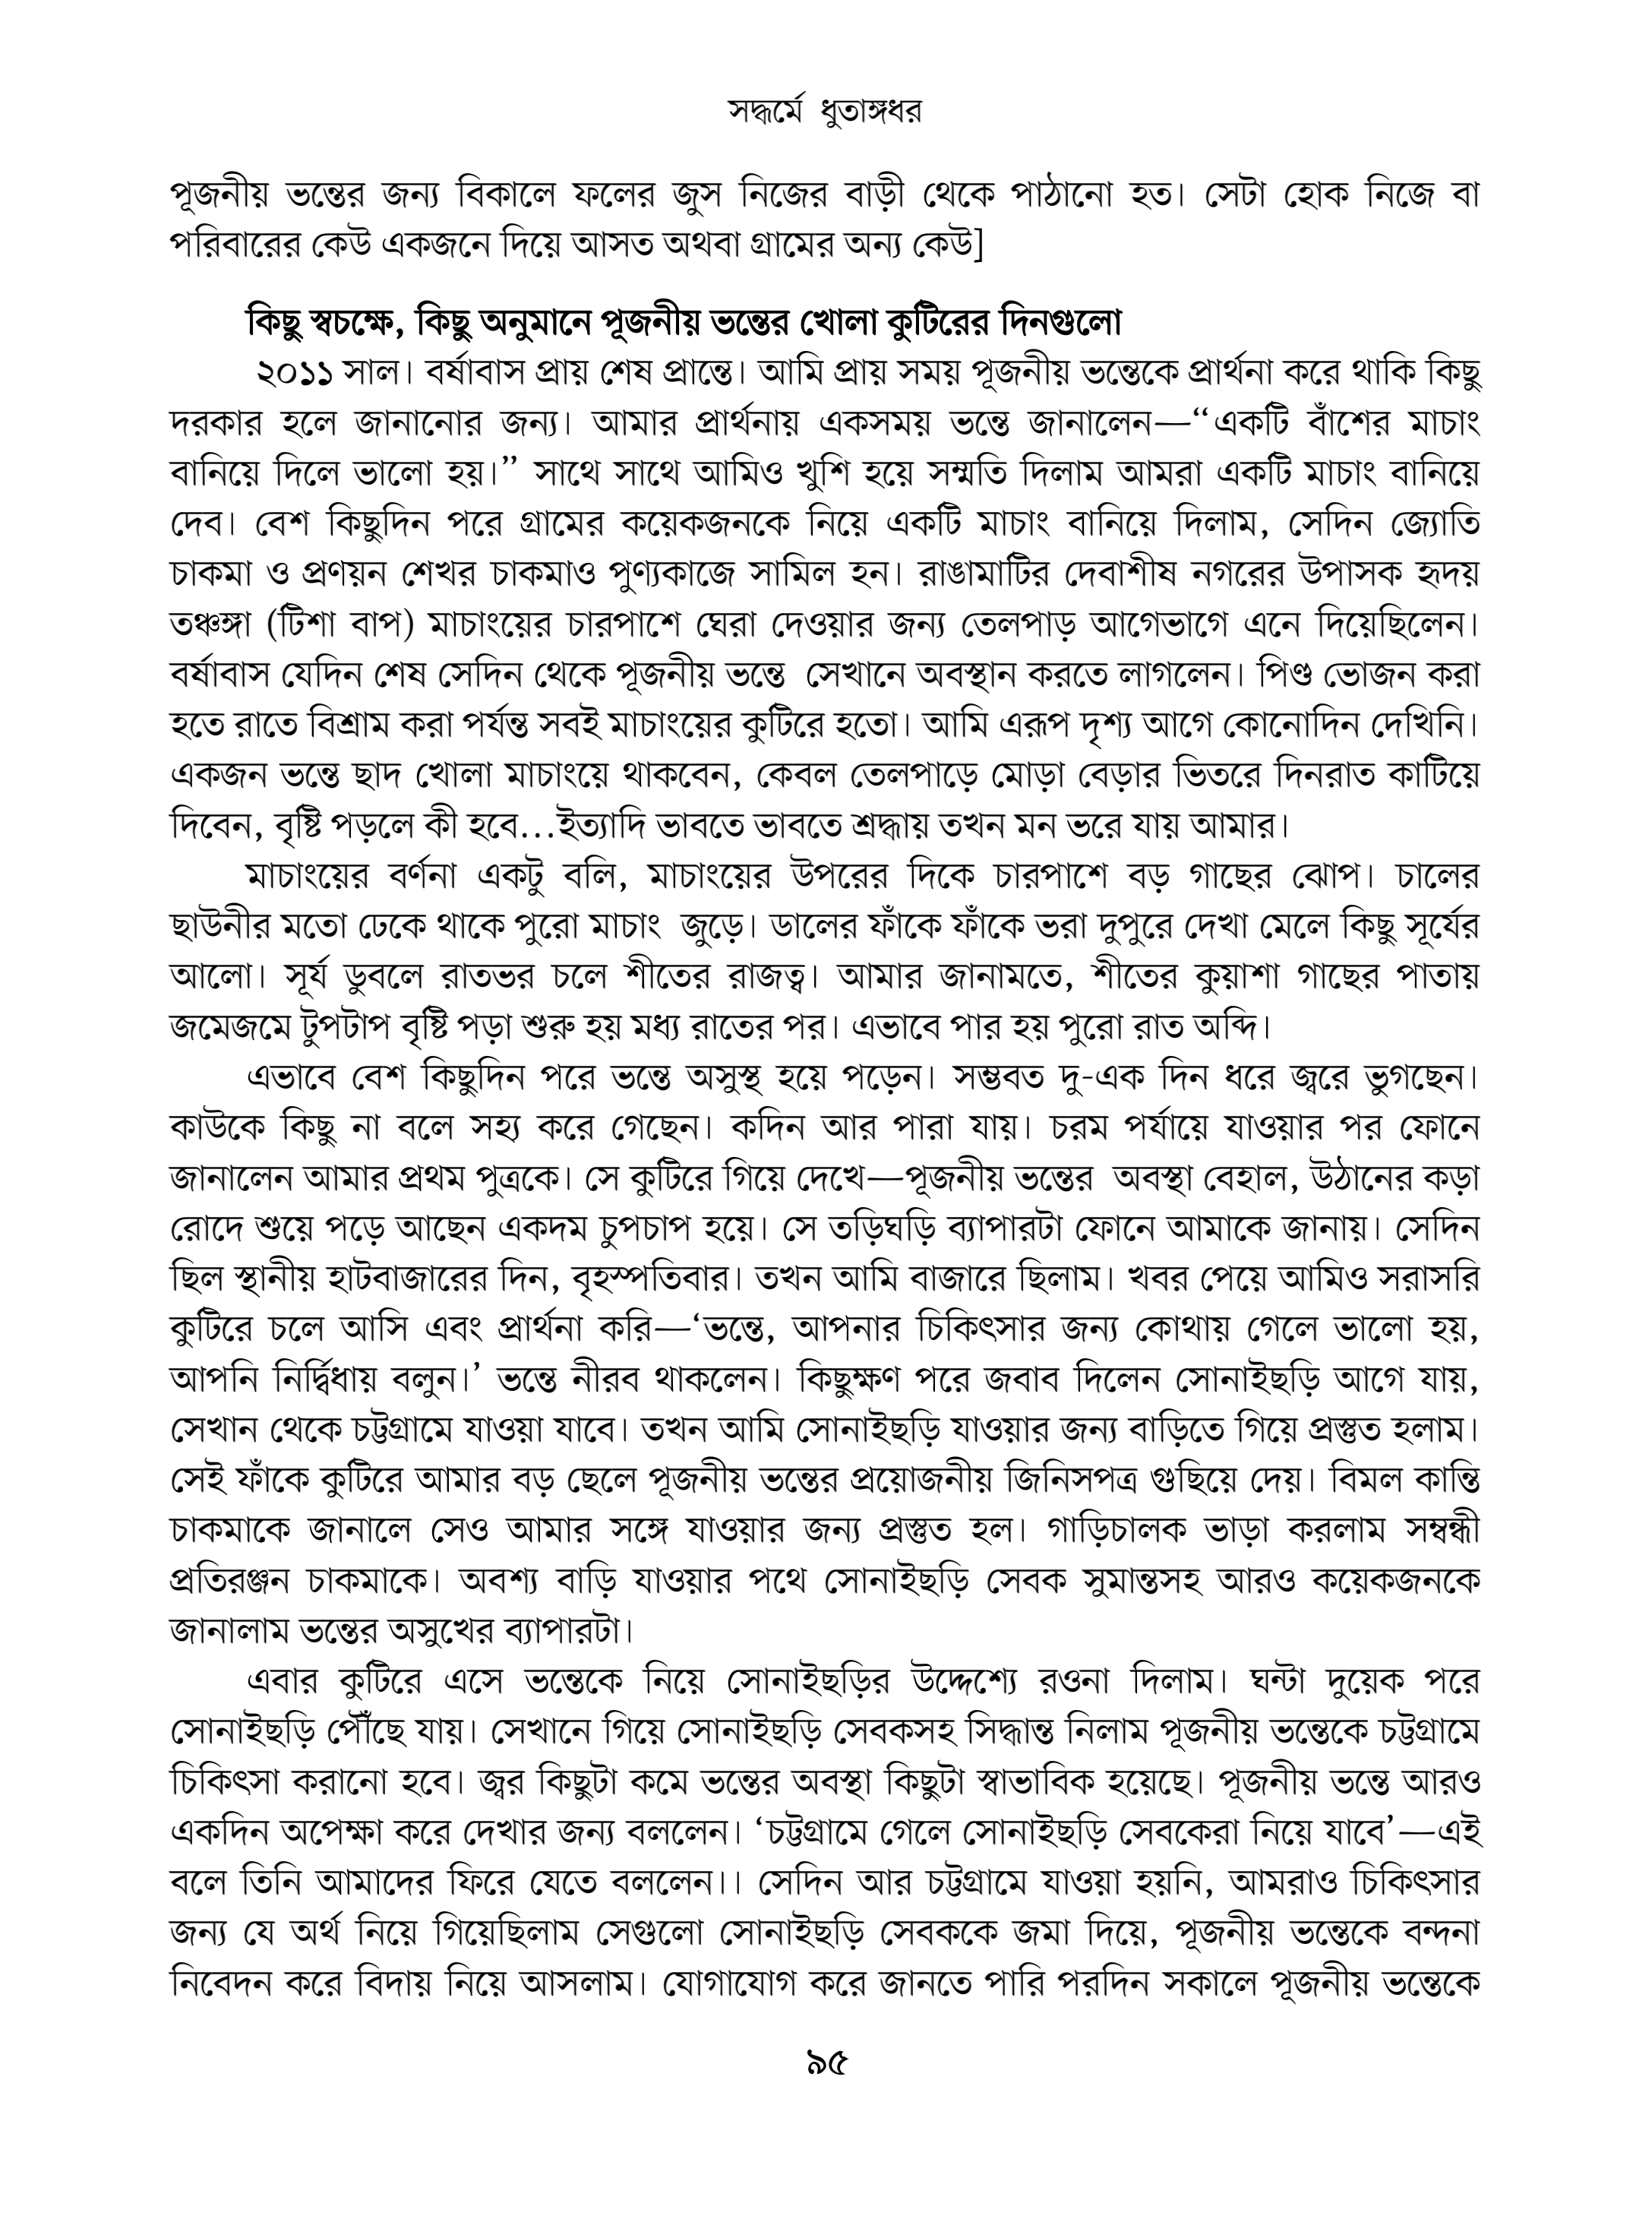 সদ্ধর্মে ধুতাঙ্গধর
পূজনীয় ভন্তের জন্য বিকালে ফলের জুস নিজের বাড়ী থেকে পাঠানো হত। সেটা হোক নিজে বা
পরিবারের কেউ একজনে দিয়ে আসত অথবা গ্রামের অন্য কেউ]
কিছু স্বচক্ষে, কিছু অনুমানে পূজনীয় ভন্তের খোলা কুটিরের দিনগুলো
২০১১ সাল। বর্ষাবাস প্রায় শেষ প্রান্তে। আমি প্রায় সময় পূজনীয় ভন্তেকে প্রার্থনা করে থাকি কিছু
দরকার হলে জানানোর জন্য। আমার প্রার্থনায় একসময় ভন্তে জানালেন—“একটি বাঁশের মাচাং
বানিয়ে দিলে ভালো হয়।” সাথে সাথে আমিও খুশি হয়ে সম্মতি দিলাম আমরা একটি মাচাং বানিয়ে
দেব। বেশ কিছুদিন পরে গ্রামের কয়েকজনকে নিয়ে একটি মাচাং বানিয়ে দিলাম, সেদিন জ্যোতি
চাকমা ও প্রণয়ন শেখর চাকমাও পুণ্যকাজে সামিল হন। রাঙামাটির দেবাশীষ নগরের উপাসক হৃদয়
তঞ্চঙ্গা (টিশা বাপ) মাচাংয়ের চারপাশে ঘেরা দেওয়ার জন্য তেলপাড় আগেভাগে এনে দিয়েছিলেন।
বর্ষাবাস যেদিন শেষ সেদিন থেকে পূজনীয় ভন্তে সেখানে অবস্থান করতে লাগলেন। পিণ্ড ভোজন করা
হতে রাতে বিশ্রাম করা পর্যন্ত সবই মাচাংয়ের কুটিরে হতো। আমি এরূপ দৃশ্য আগে কোনোদিন দেখিনি।
একজন ভন্তে ছাদ খোলা মাচাংয়ে থাকবেন, কেবল তেলপাড়ে মোড়া বেড়ার ভিতরে দিনরাত কাটিয়ে
দিবেন, বৃষ্টি পড়লে কী হবে...ইত্যাদি ভাবতে ভাবতে শ্রদ্ধায় তখন মন ভরে যায় আমার।
মাচাংয়ের বর্ণনা একটু বলি, মাচাংয়ের উপরের দিকে চারপাশে বড় গাছের ঝোপ। চালের
ছাউনীর মতো ঢেকে থাকে পুরো মাচাং জুড়ে। ডালের ফাঁকে ফাঁকে ভরা দুপুরে দেখা মেলে কিছু সূর্যের
আলো। সূর্য ডুবলে রাতভর চলে শীতের রাজত্ব। আমার জানামতে, শীতের কুয়াশা গাছের পাতায়
জমেজমে টুপটাপ বৃষ্টি পড়া শুরু হয় মধ্য রাতের পর। এভাবে পার হয় পুরো রাত অব্দি।
এভাবে বেশ কিছুদিন পরে ভন্তে অসুস্থ হয়ে পড়েন। সম্ভবত দু-এক দিন ধরে জ্বরে ভুগছেন।
কাউকে কিছু না বলে সহ্য করে গেছেন। কদিন আর পারা যায়। চরম পর্যায়ে যাওয়ার পর ফোনে
জানালেন আমার প্রথম পুত্রকে। সে কুটিরে গিয়ে দেখে—পূজনীয় ভন্তের অবস্থা বেহাল, উঠানের কড়া
রোদে শুয়ে পড়ে আছেন একদম চুপচাপ হয়ে। সে তড়িঘড়ি ব্যাপারটা ফোনে আমাকে জানায়। সেদিন
ছিল স্থানীয় হাটবাজারের দিন, বৃহস্পতিবার। তখন আমি বাজারে ছিলাম। খবর পেয়ে আমিও সরাসরি
কুটিরে চলে আসি এবং প্রার্থনা করি—‘ভন্তে, আপনার চিকিৎসার জন্য কোথায় গেলে ভালো হয়,
আপনি নির্দ্বিধায় বলুন।’ ভন্তে নীরব থাকলেন। কিছুক্ষণ পরে জবাব দিলেন সোনাইছড়ি আগে যায়,
সেখান থেকে চট্টগ্রামে যাওয়া যাবে। তখন আমি সোনাইছড়ি যাওয়ার জন্য বাড়িতে গিয়ে প্রস্তুত হলাম।
সেই ফাঁকে কুটিরে আমার বড় ছেলে পূজনীয় ভন্তের প্রয়োজনীয় জিনিসপত্র গুছিয়ে দেয়। বিমল কান্তি
চাকমাকে জানালে সেও আমার সঙ্গে যাওয়ার জন্য প্রস্তুত হল। গাড়িচালক ভাড়া করলাম সম্বন্ধী
প্রতিরঞ্জন চাকমাকে। অবশ্য বাড়ি যাওয়ার পথে সোনাইছড়ি সেবক সুমান্তসহ আরও কয়েকজনকে
জানালাম ভন্তের অসুখের ব্যাপারটা।
এবার কুটিরে এসে ভন্তেকে নিয়ে সোনাইছড়ির উদ্দেশ্যে রওনা দিলাম। ঘন্টা দুয়েক পরে
সোনাইছড়ি পৌঁছে যায়। সেখানে গিয়ে সোনাইছড়ি সেবকসহ সিদ্ধান্ত নিলাম পূজনীয় ভন্তেকে চট্টগ্রামে
চিকিৎসা করানো হবে। জ্বর কিছুটা কমে ভন্তের অবস্থা কিছুটা স্বাভাবিক হয়েছে। পূজনীয় ভন্তে আরও
একদিন অপেক্ষা করে দেখার জন্য বললেন। ‘চট্টগ্রামে গেলে সোনাইছড়ি সেবকেরা নিয়ে যাবে’—এই
বলে তিনি আমাদের ফিরে যেতে বললেন।। সেদিন আর চট্টগ্রামে যাওয়া হয়নি, আমরাও চিকিৎসার
জন্য যে অর্থ নিয়ে গিয়েছিলাম সেগুলো সোনাইছড়ি সেবককে জমা দিয়ে, পূজনীয় ভন্তেকে বন্দনা
নিবেদন করে বিদায় নিয়ে আসলাম। যোগাযোগ করে জানতে পারি পরদিন সকালে পূজনীয় ভন্তেকে
৯৫